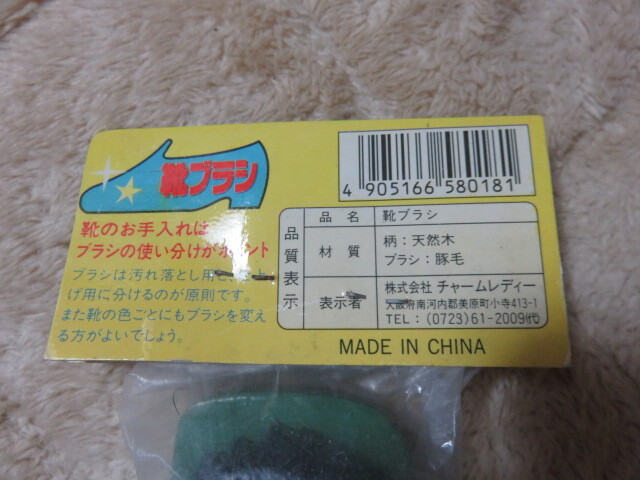 靴ブラシ
靴のお手入れは
ブラシの使い分けがポイント
ブラシは汚れ落とし用と、仕上
げ用に分けるのが原則です。
また靴の色ごとにもブラシを変え
る方がよいでしょう。
4 905166 580181
品質表示
品名 靴ブラシ
材質 柄：天然木
ブラシ：豚毛
表示者 株式会社 チャームレディー
大阪府南河内郡美原町小寺413-1
TEL：(0723)61-2009㈹
MADE IN CHINA